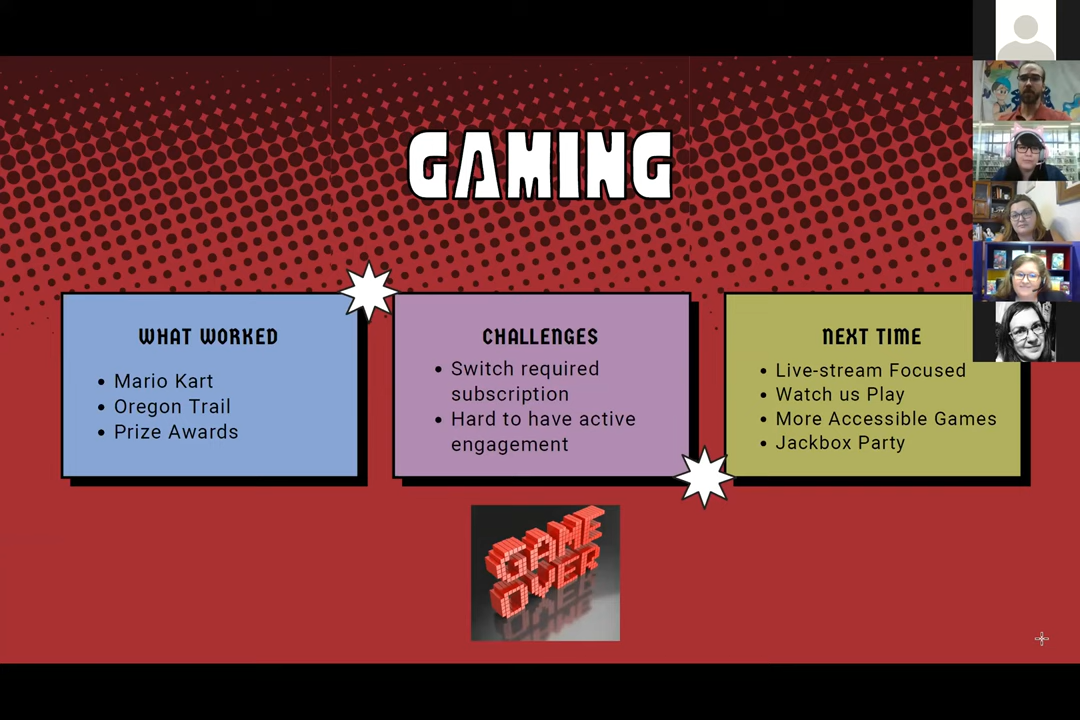 GAMING
WHAT WORKED
Mario Kart
Oregon Trail
Prize Awards
CHALLENGES
Switch required
subscription
Hard to have active
engagement
NEXT TIME
Live-stream Focused
Watch us Play
More Accessible Games
Jackbox Party
GAME
OVER